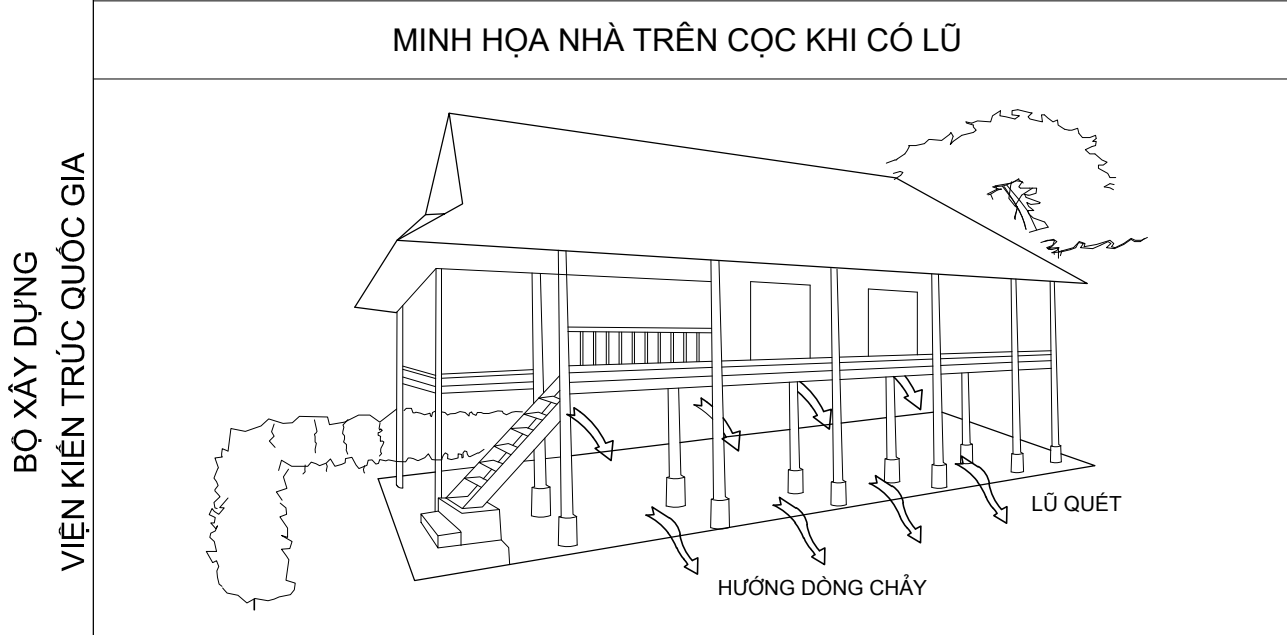 MINH HỌA NHÀ TRÊN CỌC KHI CÓ LŨ
BỘ XÂY DỰNG
VIỆN KIẾN TRÚC QUỐC GIA
LŨ QUÉT
HƯỚNG DÒNG CHẢY